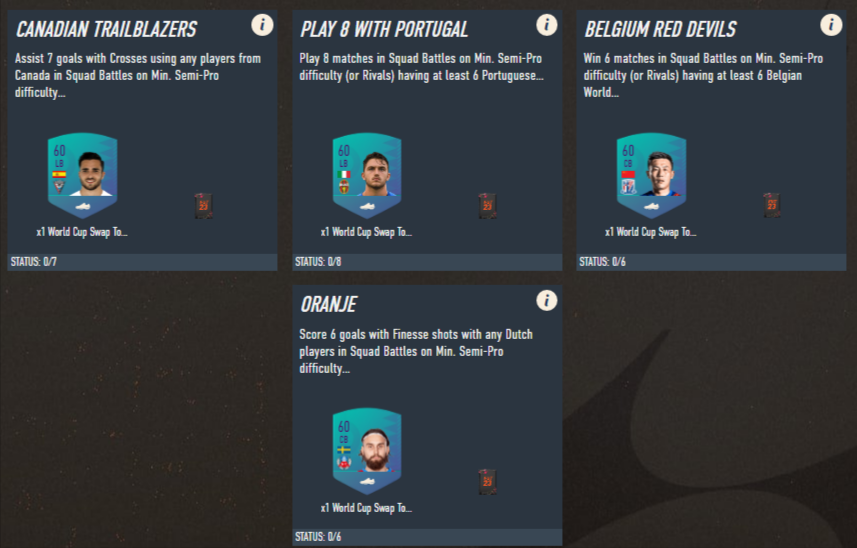 CANADIAN TRAILBLAZERS
i
Assist 7 goals with Crosses using any players from
Canada in Squad Battles on Min. Semi-Pro
difficulty...
60
LB
x1 World Cup Swap To...
STATUS: 0/7
PLAY 8 WITH PORTUGAL
i
Play 8 matches in Squad Battles on Min. Semi-Pro
difficulty (or Rivals) having at least 6 Portuguese...
60
LB
23
x1 World Cup Swap To...
STATUS: 0/8
BELGIUM RED DEVILS
i
Win 6 matches in Squad Battles on Min. Semi-Pro
difficulty (or Rivals) having at least 6 Belgian
World...
60
CB
23
x1 World Cup Swap To...
STATUS: 0/6
ORANJE
i
Score 6 goals with Finesse shots with any Dutch
players in Squad Battles on Min. Semi-Pro
difficulty...
60
CB
23
x1 World Cup Swap To...
STATUS: 0/6